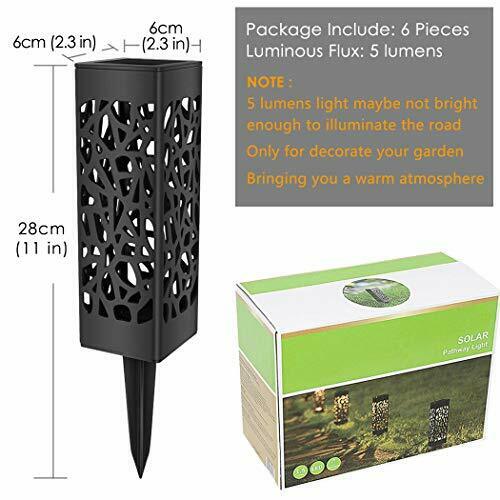 6cm (2.3 in)
6cm
(2.3 in)
28cm
(11 in)
Package Include: 6 Pieces
Luminous Flux: 5 lumens
NOTE :
5 lumens light maybe not bright
enough to illuminate the road
Only for decorate your garden
Bringing you a warm atmosphere
SOLAR
Pathway Light